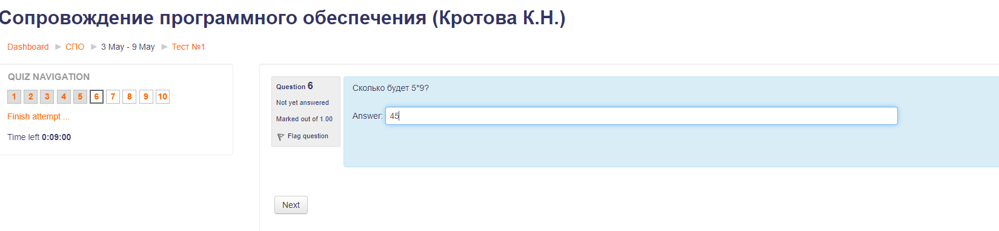 Сопровождение программного обеспечения (Кротова К.Н.)
Dashboard ► СПО ► 3 May - 9 May ► Тест №1
QUIZ NAVIGATION
1 2 3 4 5 6 7 8 9 10
Finish attempt ...
Time left 0:09:00
Question 6
Not yet answered
Marked out of 1.00
Flag question
Сколько будет 5*9?
Answer: 45
Next